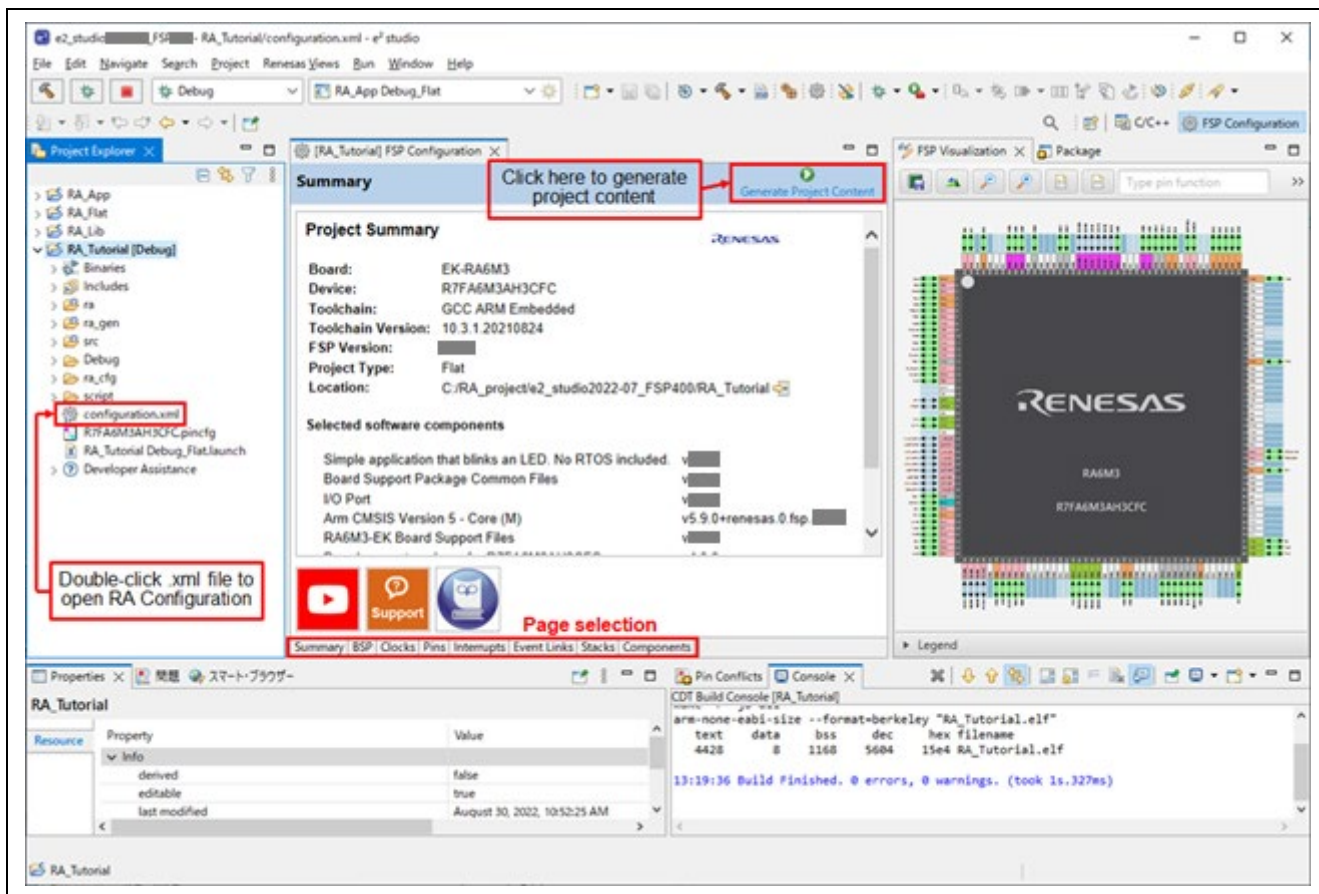 e2_studio FSP - RA_Tutorial/configuration.xml - e² studio
File Edit Navigate Search Project Renesas Views Run Window Help
Debug RA_App Debug_Flat
C/C++ FSP Configuration
Project Explorer
RA_App
RA_Flat
RA_Lib
RA_Tutorial [Debug]
Binaries
Includes
ra
ra_gen
src
Debug
ra_cfg
script
configuration.xml
R7FA6M3AH3CFC.pincfg
RA_Tutorial Debug_Flat.launch
Developer Assistance
Double-click .xml file to
open RA Configuration
[RA_Tutorial] FSP Configuration
Summary
Click here to generate
project content
Generate Project Content
Project Summary
RENESAS
Board: EK-RA6M3
Device: R7FA6M3AH3CFC
Toolchain: GCC ARM Embedded
Toolchain Version: 10.3.1.20210824
FSP Version:
Project Type: Flat
Location: C:/RA_project/e2_studio2022-07_FSP400/RA_Tutorial
Selected software components
Simple application that blinks an LED. No RTOS included. v
Board Support Package Common Files v
I/O Port v
Arm CMSIS Version 5 - Core (M) v5.9.0+renesas.0.fsp.
RA6M3-EK Board Support Files v
Support
Page selection
Summary BSP Clocks Pins Interrupts Event Links Stacks Components
FSP Visualization Package
Type pin function
RENESAS
RA6M3
R7FA6M3AH3CFC
Legend
Properties 問題 スマート・ブラウザー
RA_Tutorial
Resource
Property Value
Info
derived false
editable true
last modified August 30, 2022, 10:52:25 AM
Pin Conflicts Console
CDT Build Console [RA_Tutorial]
arm-none-eabi-size --format=berkeley "RA_Tutorial.elf"
text data bss dec hex filename
4428 8 1168 5604 15e4 RA_Tutorial.elf
13:19:36 Build Finished. 0 errors, 0 warnings. (took 1s.327ms)
RA_Tutorial